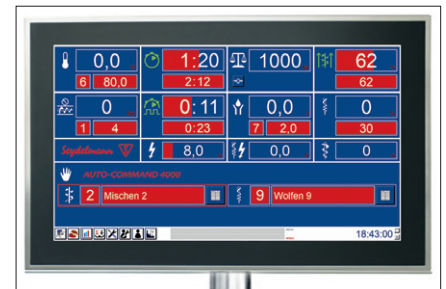 0,0 1:20 1000 62
6 80,0 2:12 62
0 0:11 0,0 0
1 4 0:23 7 2,0 30
Seydelmann 8,0 0,0 0
AUTO-COMMAND 4000
2 Mischen 2 9 Wolfen 9
18:43:00